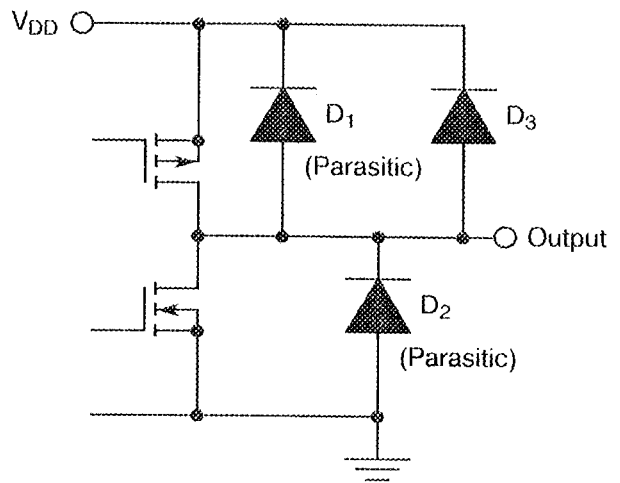 VDD
D1
D3
(Parasitic)
Output
D2
(Parasitic)